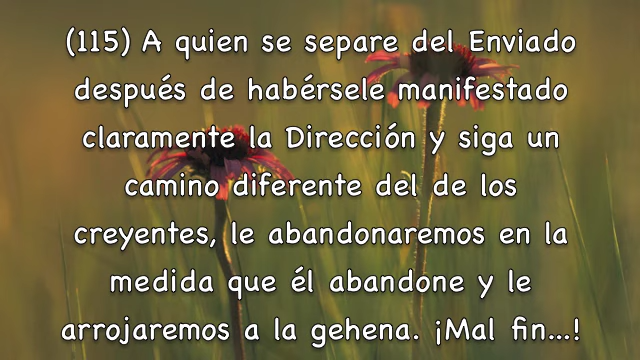 (115) A quien se separe del Enviado
después de habérsele manifestado
claramente la Dirección y siga un
camino diferente del de los
creyentes, le abandonaremos en la
medida que él abandone y le
arrojaremos a la gehena. ¡Mal fin...!